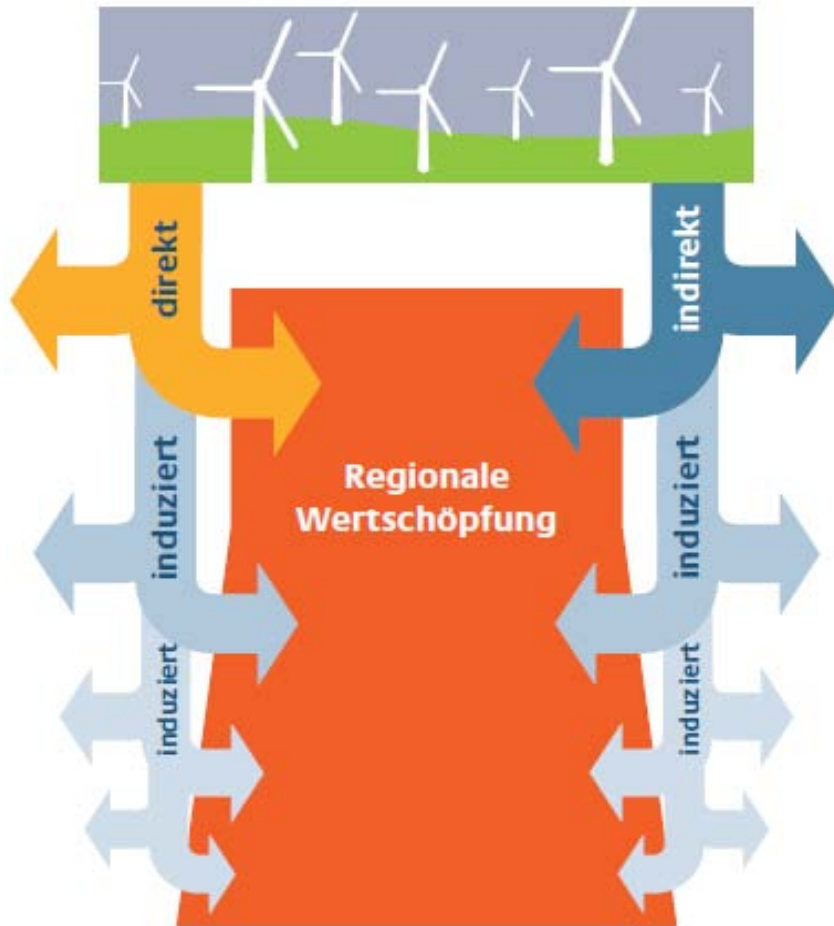 direkt
indirekt
Regionale
Wertschöpfung
induziert
induziert
induziert
induziert